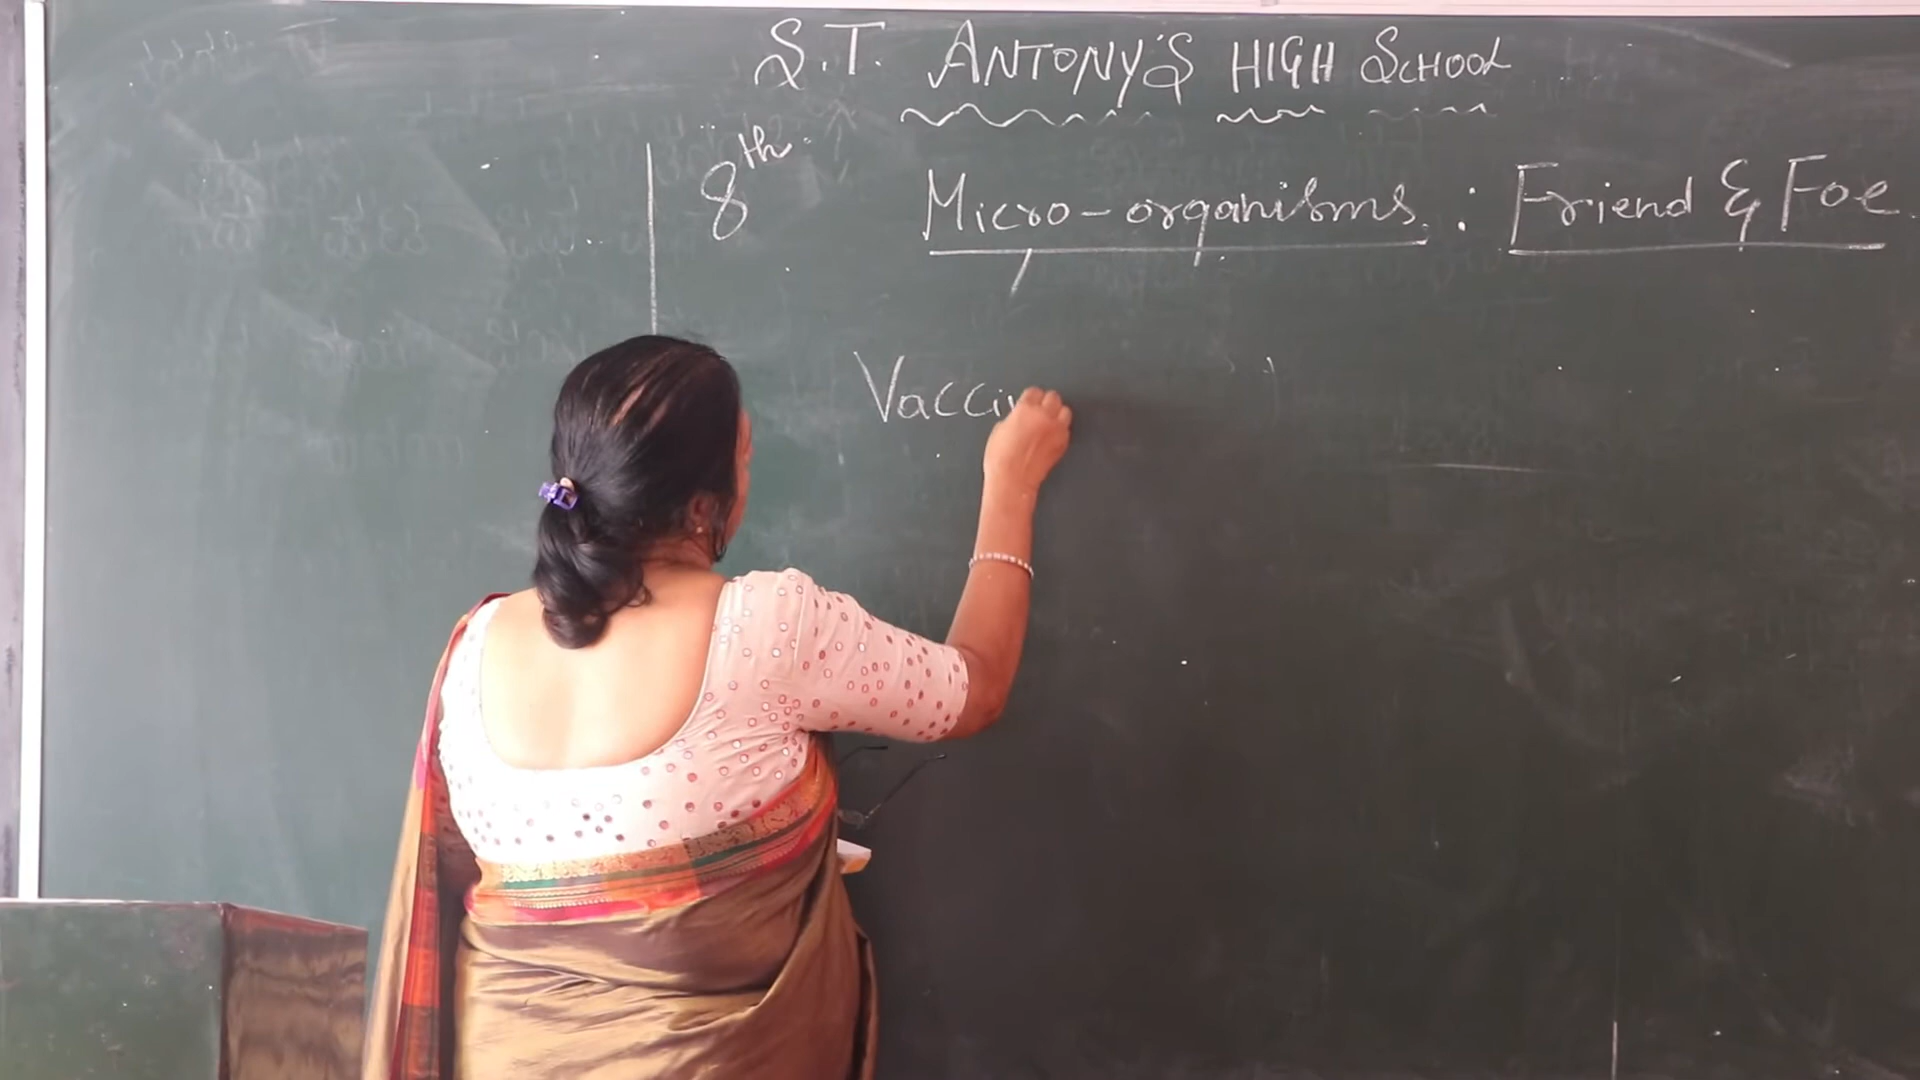 S.T. ANTONY'S HIGH SCHOOL
8th
Micro-organisms : Friend & Foe
Vacci